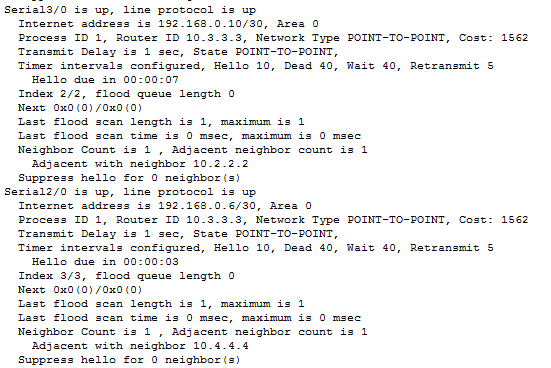 Serial3/0 is up, line protocol is up
Internet address is 192.168.0.10/30, Area 0
Process ID 1, Router ID 10.3.3.3, Network Type POINT-TO-POINT, Cost: 1562
Transmit Delay is 1 sec, State POINT-TO-POINT,
Timer intervals configured, Hello 10, Dead 40, Wait 40, Retransmit 5
Hello due in 00:00:07
Index 2/2, flood queue length 0
Next 0x0(0)/0x0(0)
Last flood scan length is 1, maximum is 1
Last flood scan time is 0 msec, maximum is 0 msec
Neighbor Count is 1 , Adjacent neighbor count is 1
Adjacent with neighbor 10.2.2.2
Suppress hello for 0 neighbor(s)
Serial2/0 is up, line protocol is up
Internet address is 192.168.0.6/30, Area 0
Process ID 1, Router ID 10.3.3.3, Network Type POINT-TO-POINT, Cost: 1562
Transmit Delay is 1 sec, State POINT-TO-POINT,
Timer intervals configured, Hello 10, Dead 40, Wait 40, Retransmit 5
Hello due in 00:00:03
Index 3/3, flood queue length 0
Next 0x0(0)/0x0(0)
Last flood scan length is 1, maximum is 1
Last flood scan time is 0 msec, maximum is 0 msec
Neighbor Count is 1 , Adjacent neighbor count is 1
Adjacent with neighbor 10.4.4.4
Suppress hello for 0 neighbor(s)